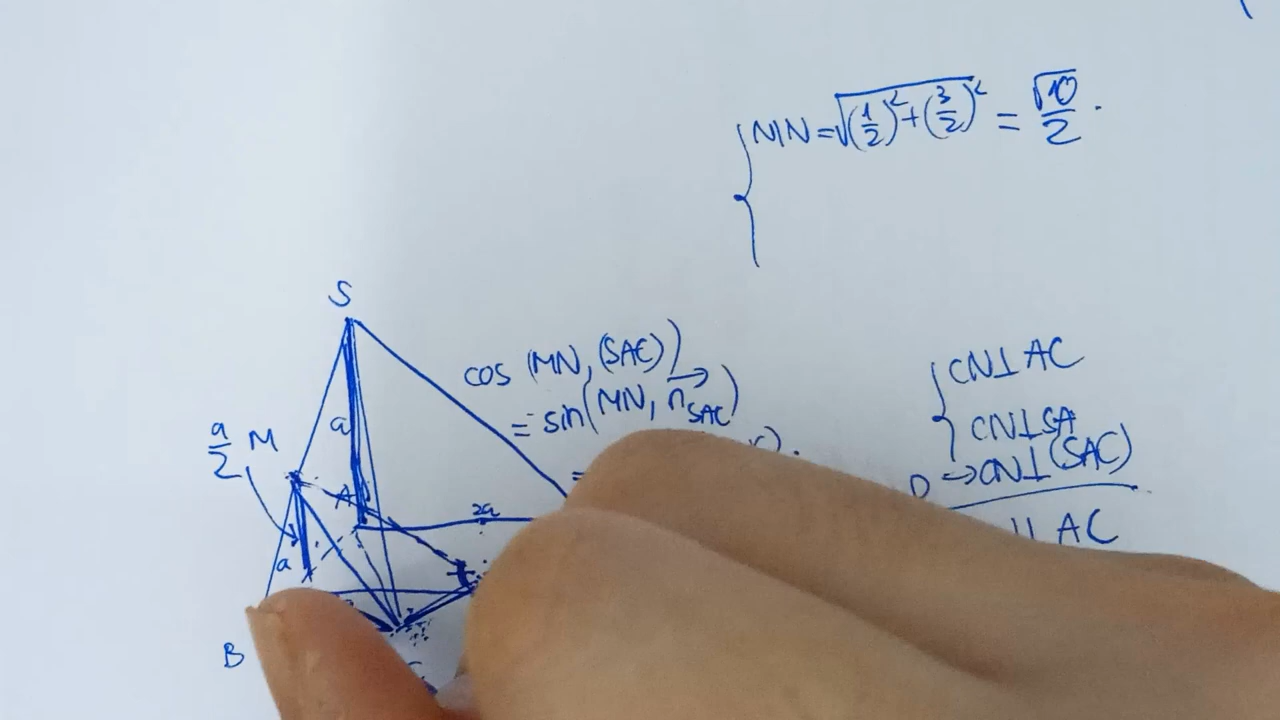 MN = √((1/2)² + (3/2)²) = √10/2 .
S
cos (MN, (SAC))
= sin(MN, n⃗SAC)
=
CN⊥AC
CN⊥SA
⇒ CN⊥(SAC)
AC
a/2 M
a
A
2a
a
B
D